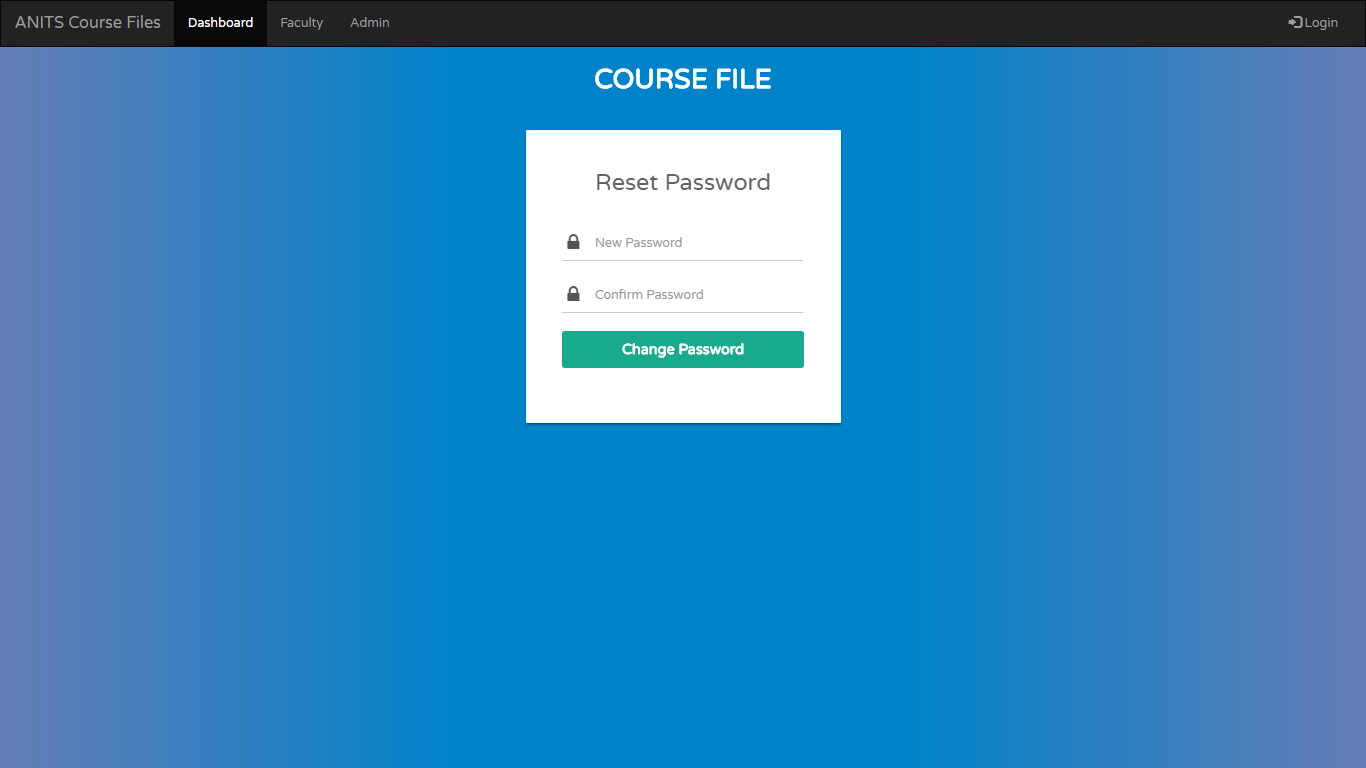 ANITS Course Files Dashboard Faculty Admin Login
COURSE FILE
Reset Password
New Password
Confirm Password
Change Password